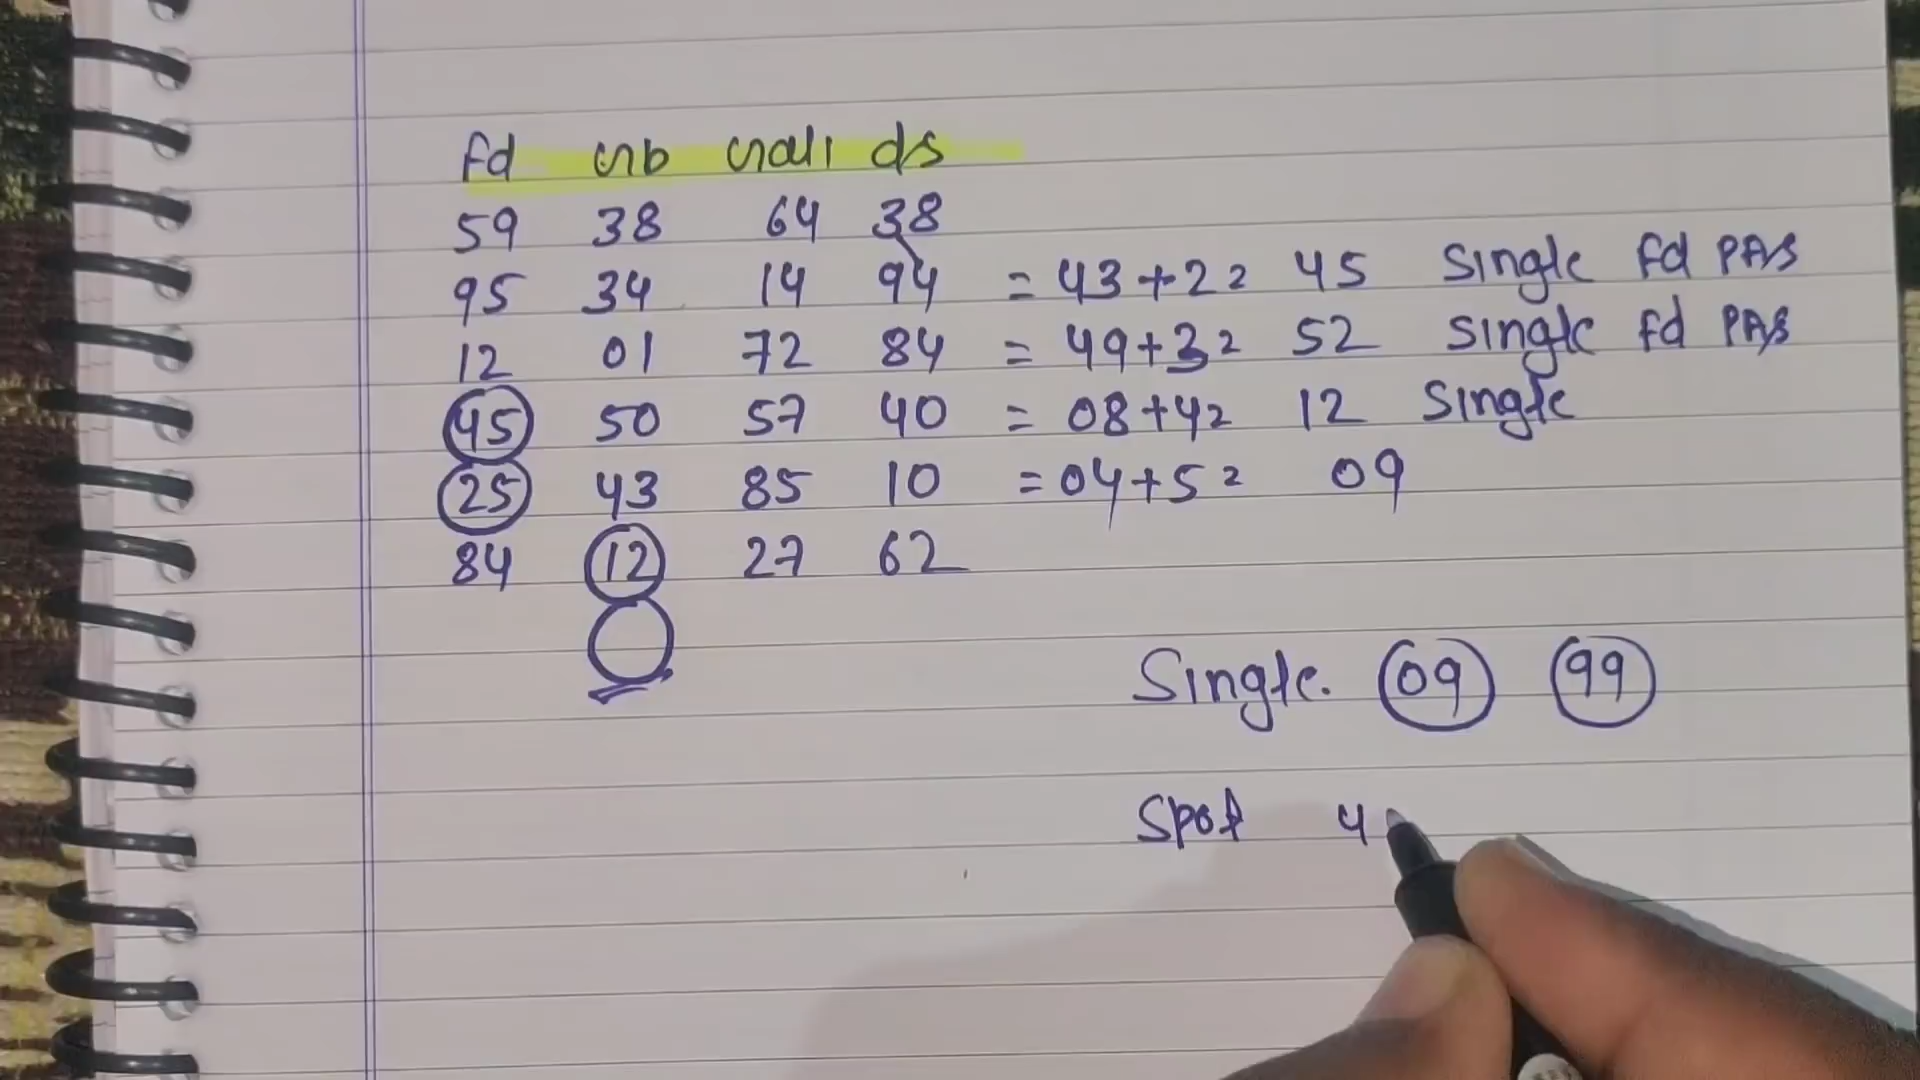 fd gb gali ds
59 38 64 38
95 34 14 94 = 43+2= 45 Single fd PASS
12 01 72 84 = 49+3= 52 Single fd PASS
45 50 57 40 = 08+4= 12 Single
25 43 85 10 = 04+5= 09
84 12 27 62
Single. 09 99
Spot 4